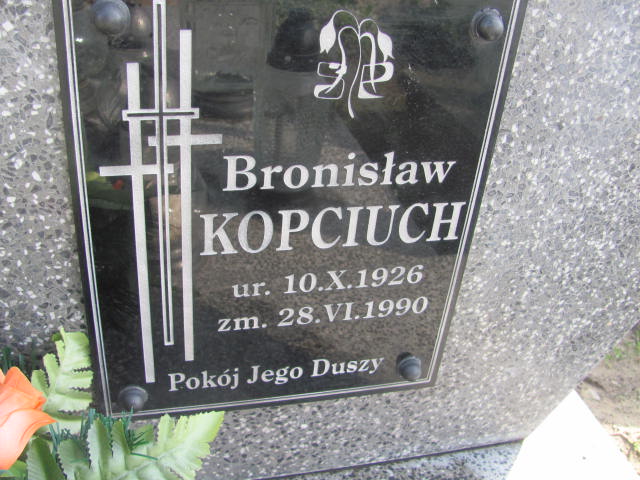 Bronisław
KOPCIUCH
ur. 10.X.1926
zm. 28.VI.1990
Pokój Jego Duszy